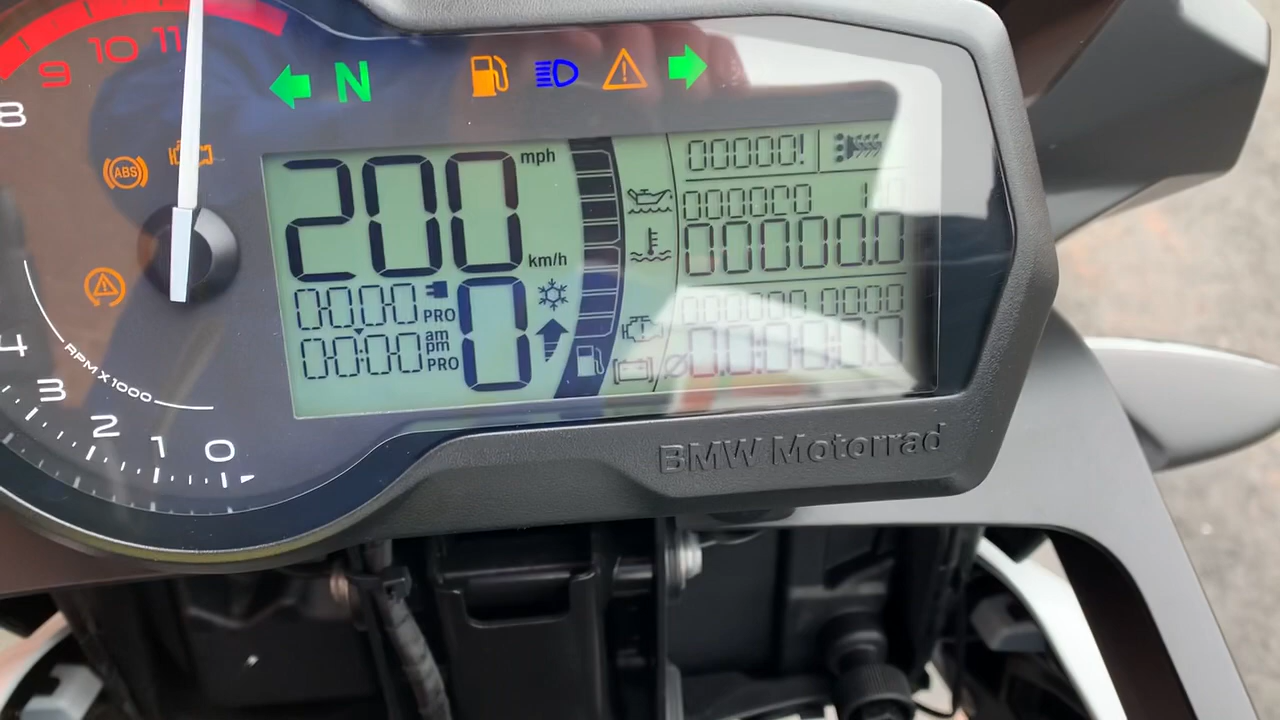 9 10 11
8
N
ABS
200 mph
km/h
00000!
00000.0
00:00 PRO
0
00:00 am
pm
PRO
4
3
2
1
0
RPM X 1000
BMW Motorrad